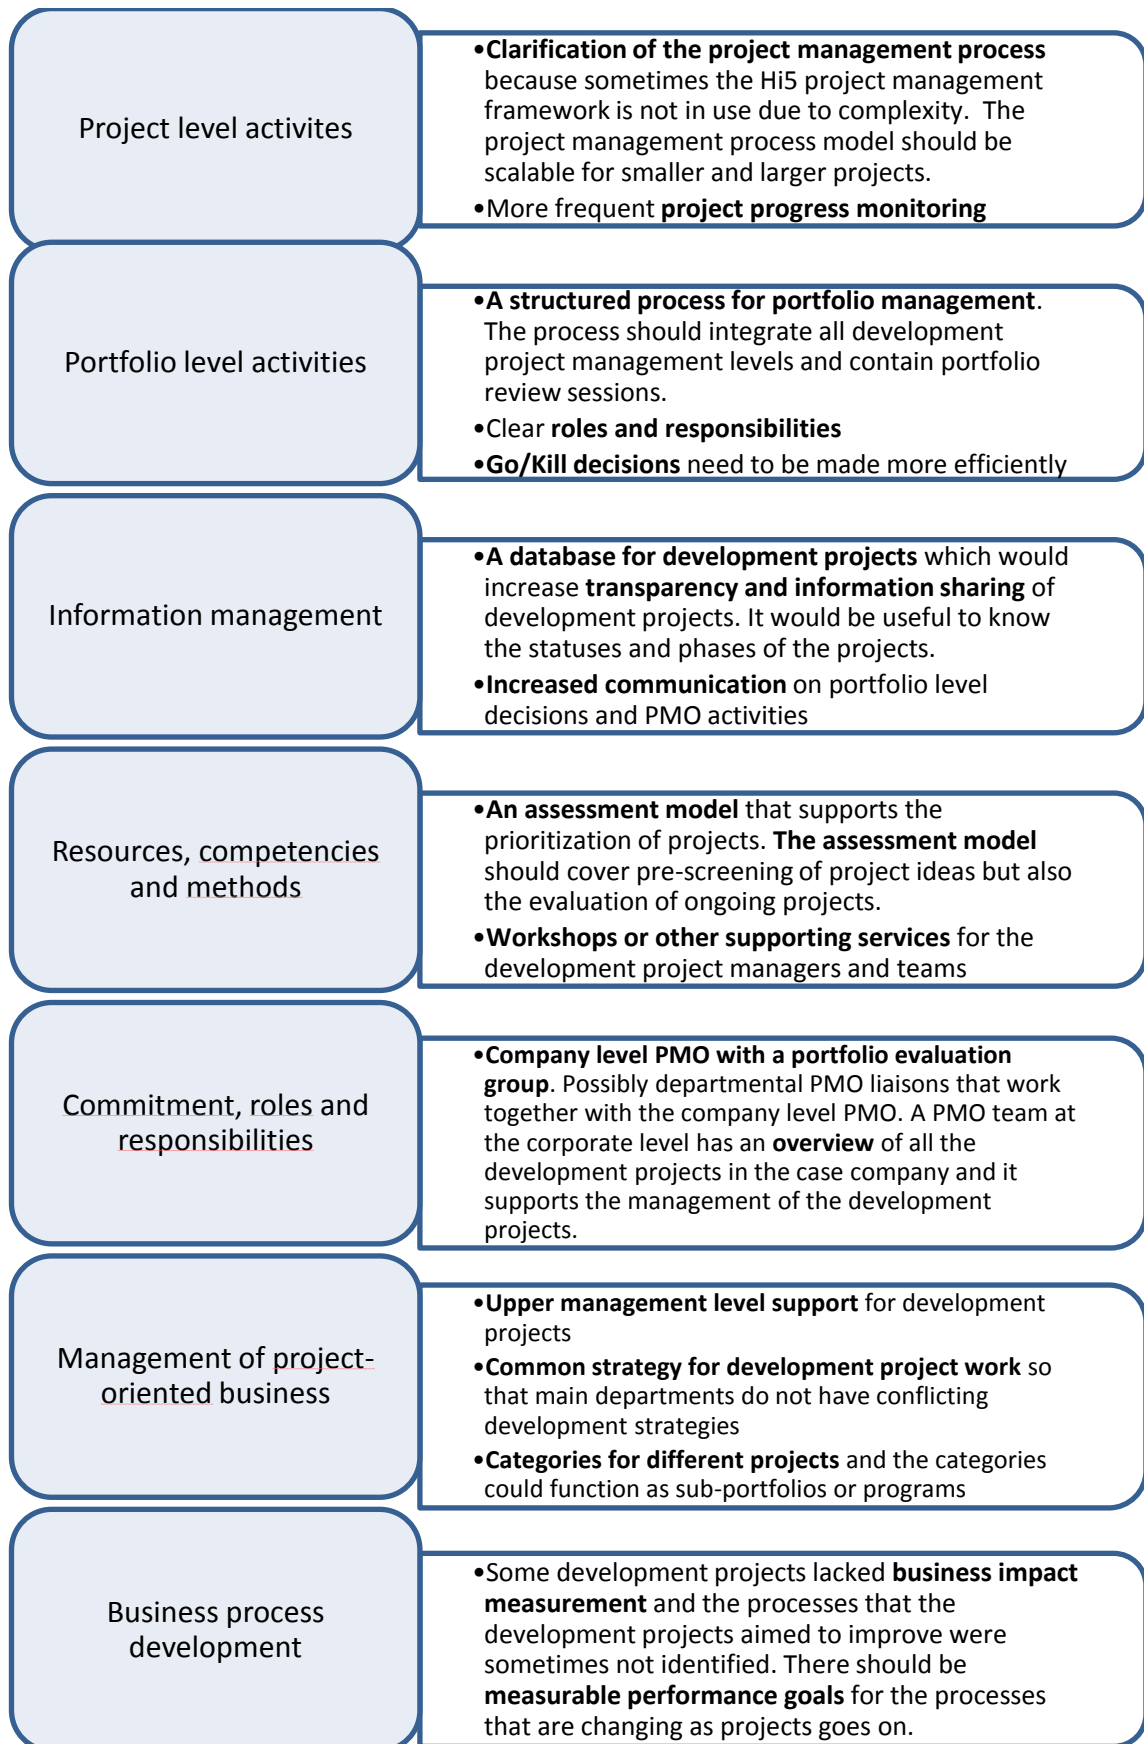 Project level activites
•Clarification of the project management process
because sometimes the Hi5 project management
framework is not in use due to complexity.  The
project management process model should be
scalable for smaller and larger projects.
•More frequent project progress monitoring
Portfolio level activities
•A structured process for portfolio management.
The process should integrate all development
project management levels and contain portfolio
review sessions.
•Clear roles and responsibilities
•Go/Kill decisions need to be made more efficiently
Information management
•A database for development projects which would
increase transparency and information sharing of
development projects. It would be useful to know
the statuses and phases of the projects.
•Increased communication on portfolio level
decisions and PMO activities
Resources, competencies
and methods
•An assessment model that supports the
prioritization of projects. The assessment model
should cover pre-screening of project ideas but also
the evaluation of ongoing projects.
•Workshops or other supporting services for the
development project managers and teams
Commitment, roles and
responsibilities
•Company level PMO with a portfolio evaluation
group. Possibly departmental PMO liaisons that work
together with the company level PMO. A PMO team at
the corporate level has an overview of all the
development projects in the case company and it
supports the management of the development
projects.
Management of project-
oriented business
•Upper management level support for development
projects
•Common strategy for development project work so
that main departments do not have conflicting
development strategies
•Categories for different projects and the categories
could function as sub-portfolios or programs
Business process
development
•Some development projects lacked business impact
measurement and the processes that the
development projects aimed to improve were
sometimes not identified. There should be
measurable performance goals for the processes
that are changing as projects goes on.